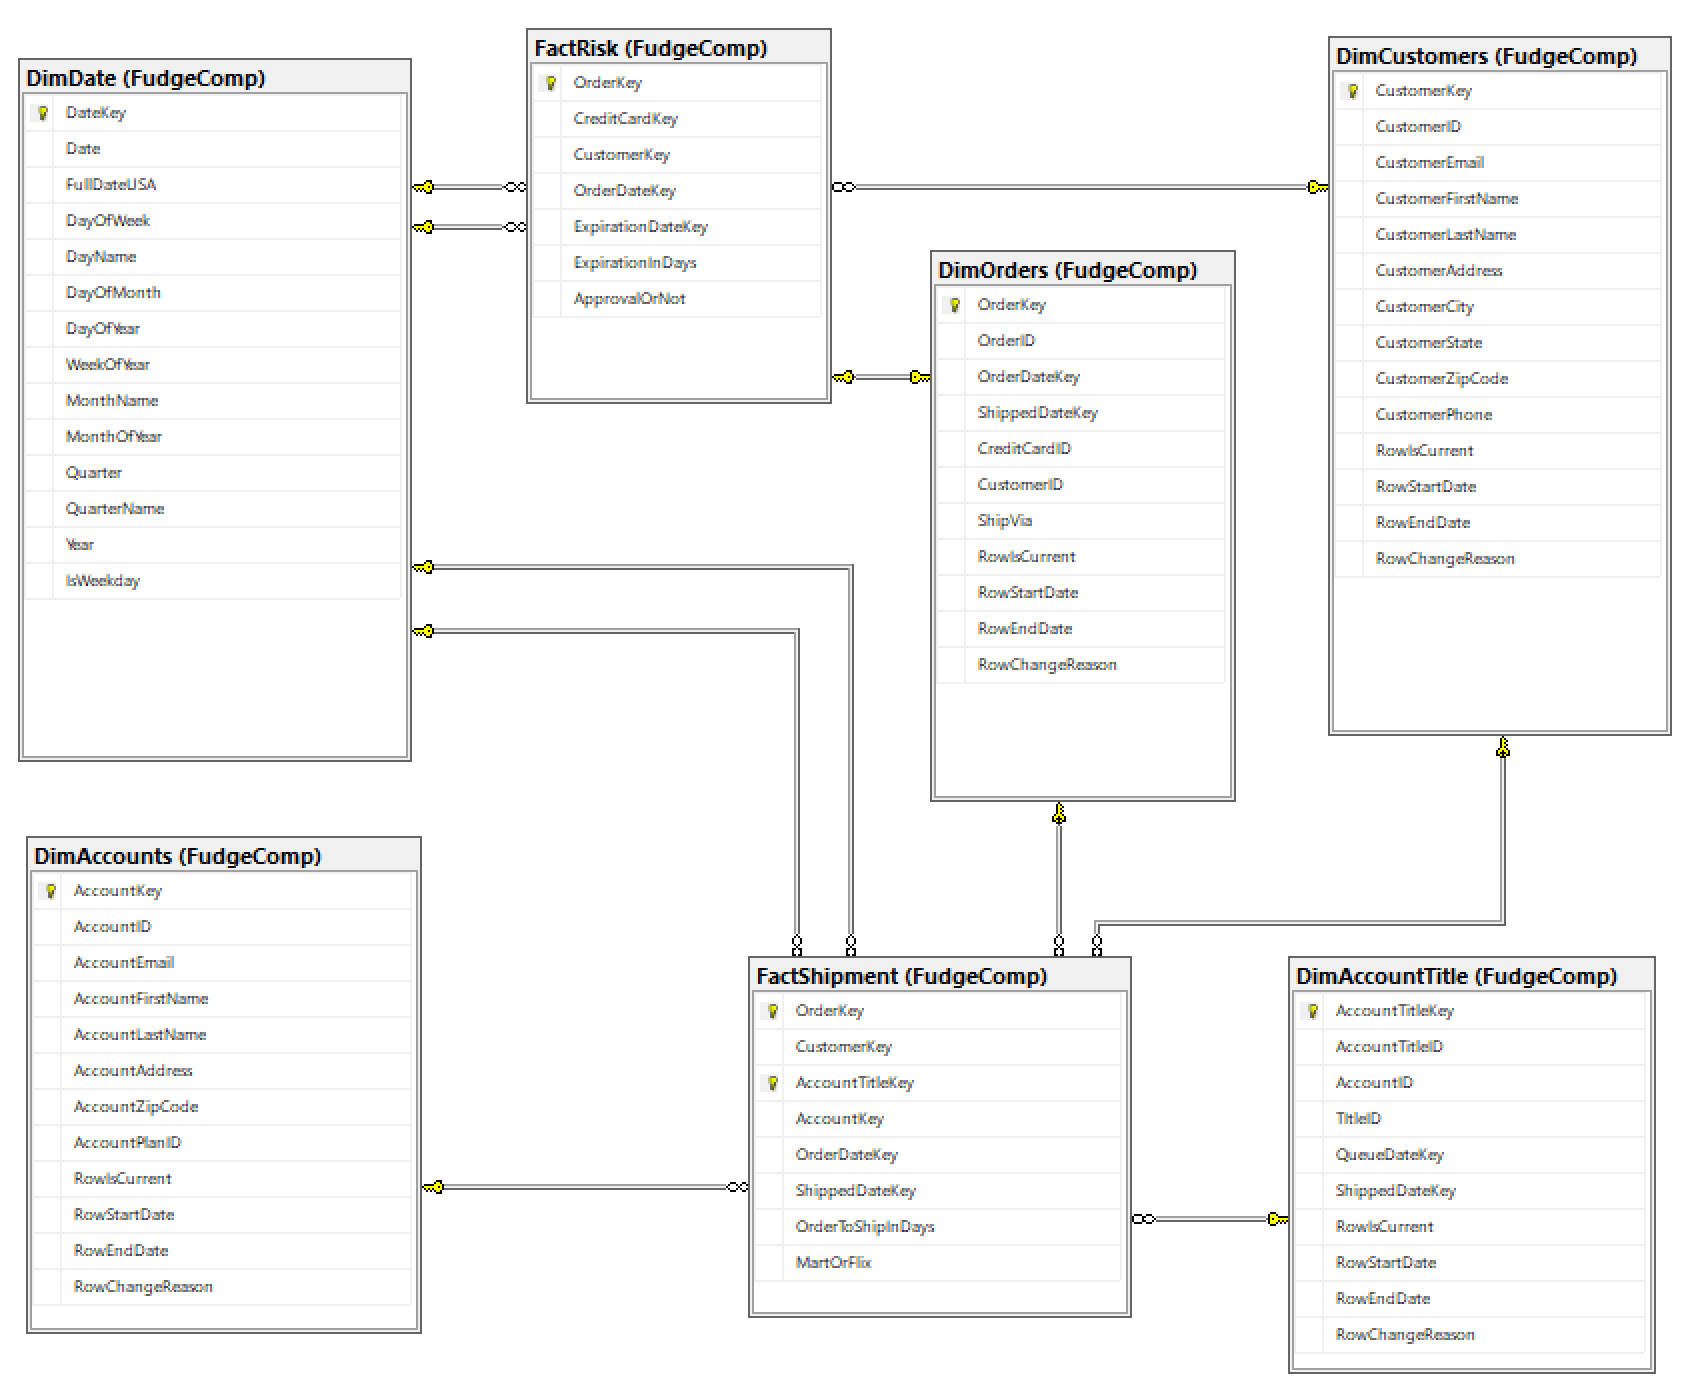 DimDate (FudgeComp)
DateKey
Date
FullDateUSA
DayOfWeek
DayName
DayOfMonth
DayOfYear
WeekOfYear
MonthName
MonthOfYear
Quarter
QuarterName
Year
IsWeekday
FactRisk (FudgeComp)
OrderKey
CreditCardKey
CustomerKey
OrderDateKey
ExpirationDateKey
ExpirationInDays
ApprovalOrNot
DimOrders (FudgeComp)
OrderKey
OrderID
OrderDateKey
ShippedDateKey
CreditCardID
CustomerID
ShipVia
RowIsCurrent
RowStartDate
RowEndDate
RowChangeReason
DimCustomers (FudgeComp)
CustomerKey
CustomerID
CustomerEmail
CustomerFirstName
CustomerLastName
CustomerAddress
CustomerCity
CustomerState
CustomerZipCode
CustomerPhone
RowIsCurrent
RowStartDate
RowEndDate
RowChangeReason
DimAccounts (FudgeComp)
AccountKey
AccountID
AccountEmail
AccountFirstName
AccountLastName
AccountAddress
AccountZipCode
AccountPlanID
RowIsCurrent
RowStartDate
RowEndDate
RowChangeReason
FactShipment (FudgeComp)
OrderKey
CustomerKey
AccountTitleKey
AccountKey
OrderDateKey
ShippedDateKey
OrderToShipInDays
MartOrFlix
DimAccountTitle (FudgeComp)
AccountTitleKey
AccountTitleID
AccountID
TItleID
QueueDateKey
ShippedDateKey
RowIsCurrent
RowStartDate
RowEndDate
RowChangeReason